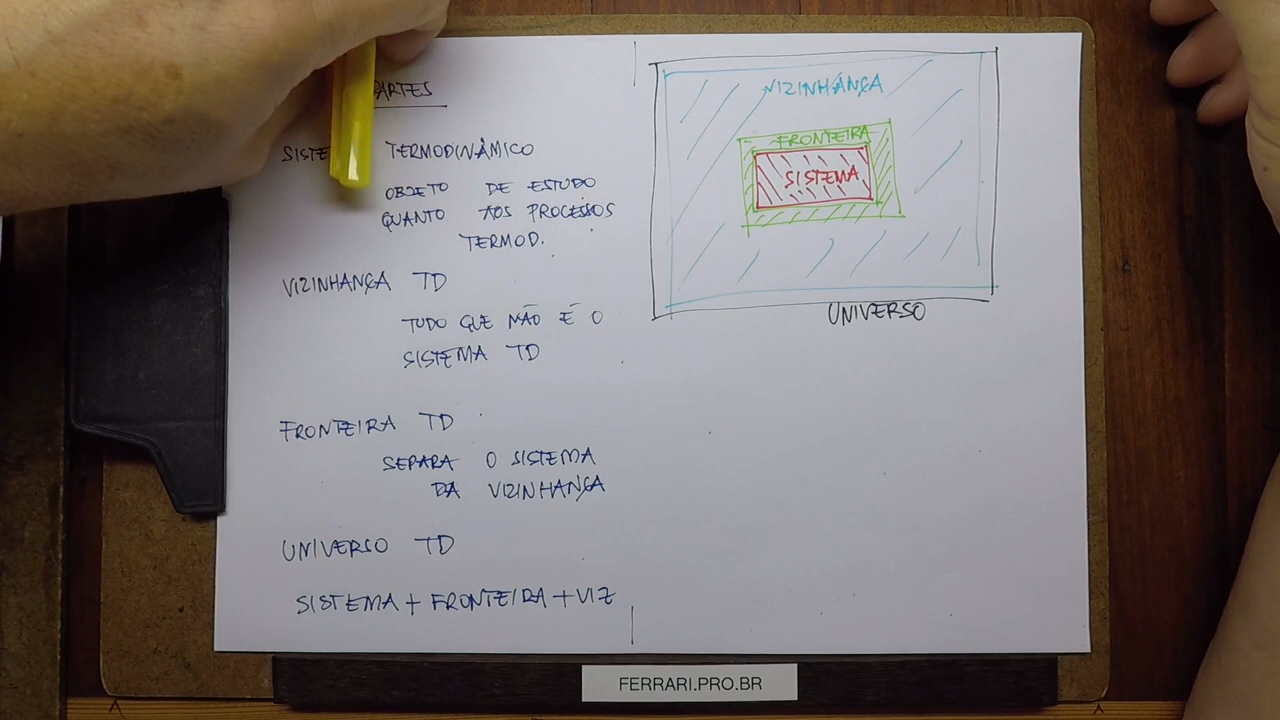 PARTES
SISTE TERMODINÂMICO
OBJETO DE ESTUDO
QUANTO AOS PROCESSOS
TERMOD.
VIZINHANÇA TD
TUDO QUE NÃO É O
SISTEMA TD
FRONTEIRA TD
SEPARA O SISTEMA
DA VIZINHANÇA
UNIVERSO TD
SISTEMA + FRONTEIRA + VIZ
VIZINHANÇA
FRONTEIRA
SISTEMA
UNIVERSO
FERRARI.PRO.BR